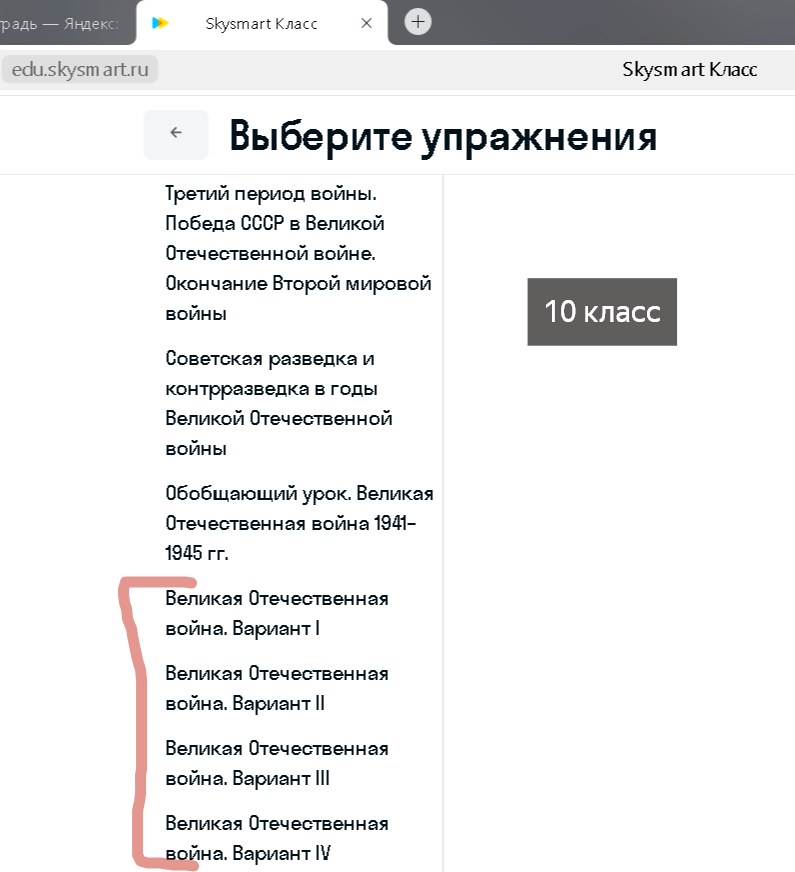 радь — Яндекс:
Skysmart Класс
edu.skysmart.ru
Skysmart Класс
Выберите упражнения
Третий период войны.
Победа СССР в Великой
Отечественной войне.
Окончание Второй мировой
войны
10 класс
Советская разведка и
контрразведка в годы
Великой Отечественной
войны
Обобщающий урок. Великая
Отечественная война 1941–
1945 гг.
Великая Отечественная
война. Вариант I
Великая Отечественная
война. Вариант II
Великая Отечественная
война. Вариант III
Великая Отечественная
война. Вариант IV